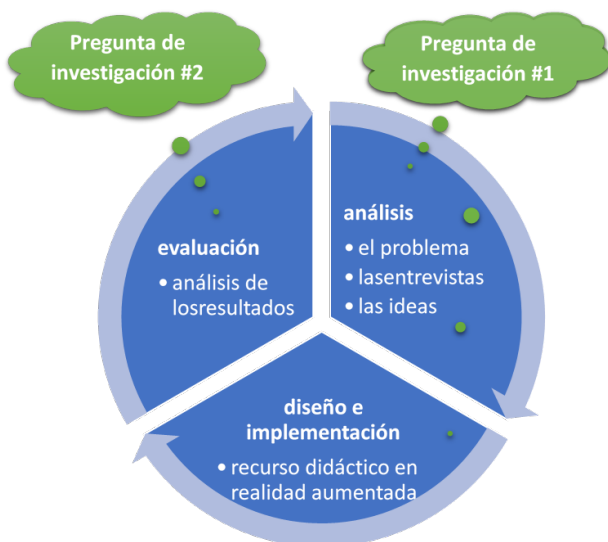 Pregunta de
investigación #2
Pregunta de
investigación #1
evaluación
• análisis de
losresultados
análisis
• el problema
• lasentrevistas
• las ideas
diseño e
implementación
• recurso didáctico en
realidad aumentada